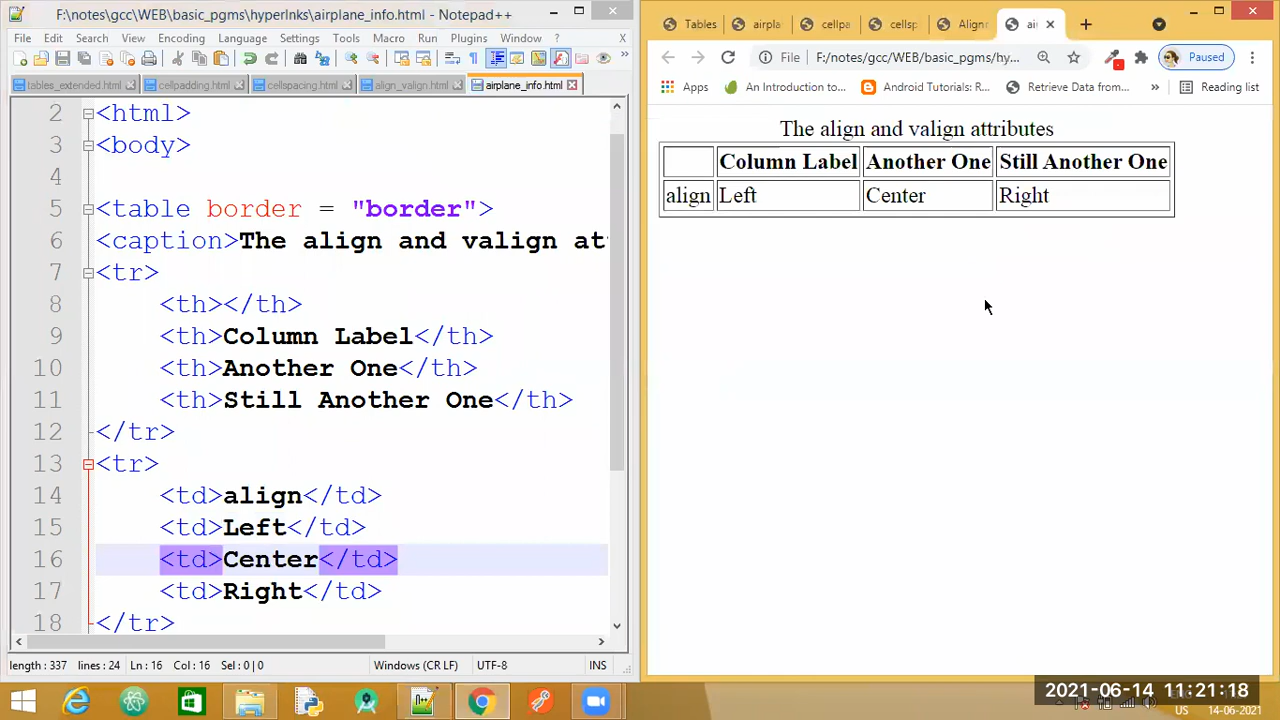 F:\notes\gcc\WEB\basic_pgms\hyperlnks\airplane_info.html - Notepad++
File Edit Search View Encoding Language Settings Tools Macro Run Plugins Window ? X
tables_extended.html cellpadding.html cellspacing.html align_valign.html airplane_info.html
2 <html>
3 <body>
4
5 <table border = "border">
6 <caption>The align and valign at
7 <tr>
8 <th></th>
9 <th>Column Label</th>
10 <th>Another One</th>
11 <th>Still Another One</th>
12 </tr>
13 <tr>
14 <td>align</td>
15 <td>Left</td>
16 <td>Center</td>
17 <td>Right</td>
18 </tr>
length : 337 lines : 24 Ln : 16 Col : 16 Sel : 0 | 0 Windows (CR LF) UTF-8 INS
Tables airpla cellpa cellsp Alignm air
File F:/notes/gcc/WEB/basic_pgms/hy... Paused
Apps An Introduction to... Android Tutorials: R... Retrieve Data from... » Reading list
The align and valign attributes
Column Label Another One Still Another One
align Left Center Right
2021-06-14 11:21:18
US 14-06-2021